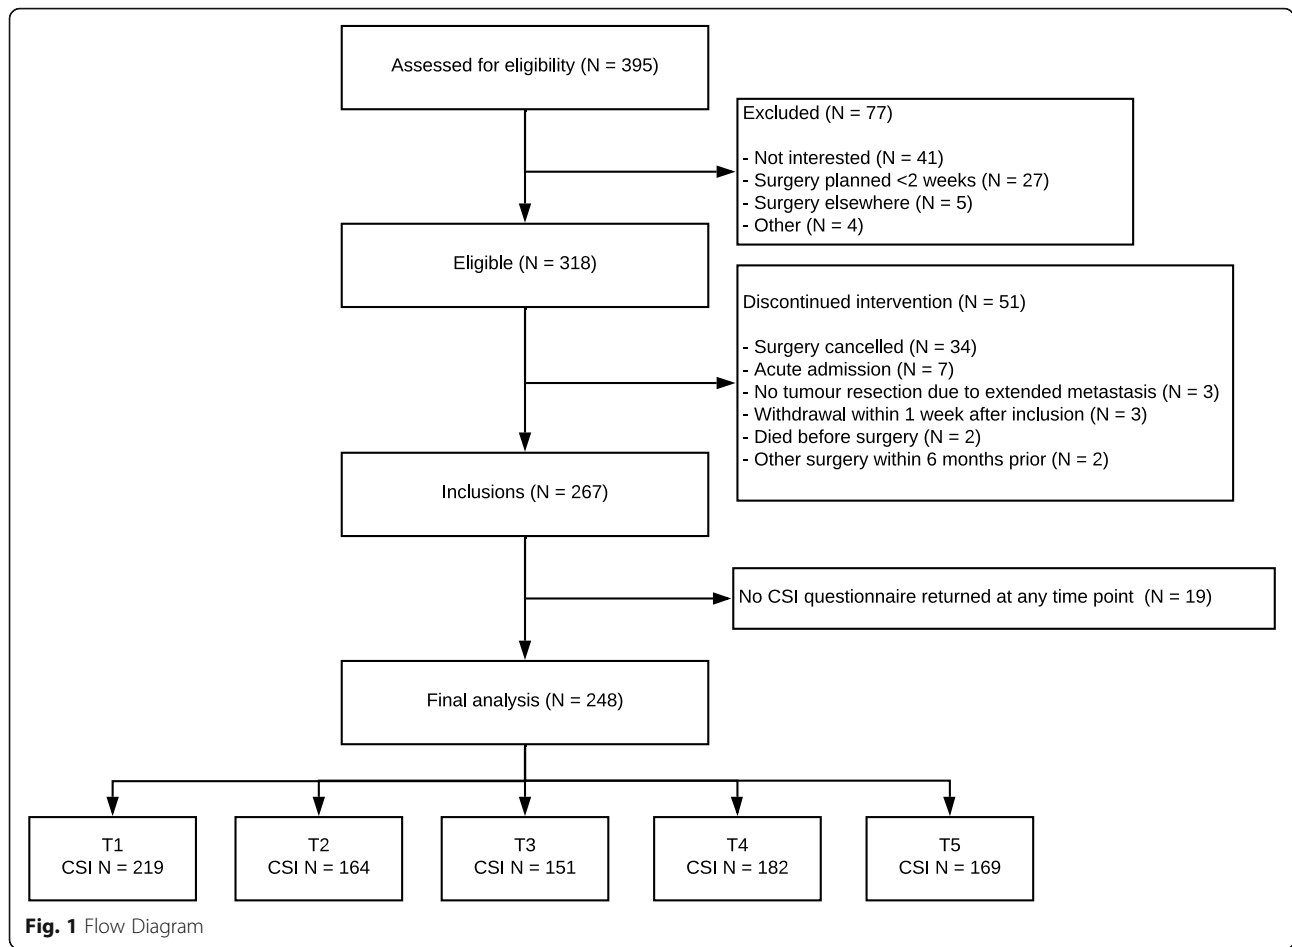 Assessed for eligibility (N = 395)
Excluded (N = 77)
- Not interested (N = 41)
- Surgery planned <2 weeks (N = 27)
- Surgery elsewhere (N = 5)
- Other (N = 4)
Eligible (N = 318)
Discontinued intervention (N = 51)
- Surgery cancelled (N = 34)
- Acute admission (N = 7)
- No tumour resection due to extended metastasis (N = 3)
- Withdrawal within 1 week after inclusion (N = 3)
- Died before surgery (N = 2)
- Other surgery within 6 months prior (N = 2)
Inclusions (N = 267)
No CSI questionnaire returned at any time point (N = 19)
Final analysis (N = 248)
T1
CSI N = 219
T2
CSI N = 164
T3
CSI N = 151
T4
CSI N = 182
T5
CSI N = 169
Fig. 1 Flow Diagram